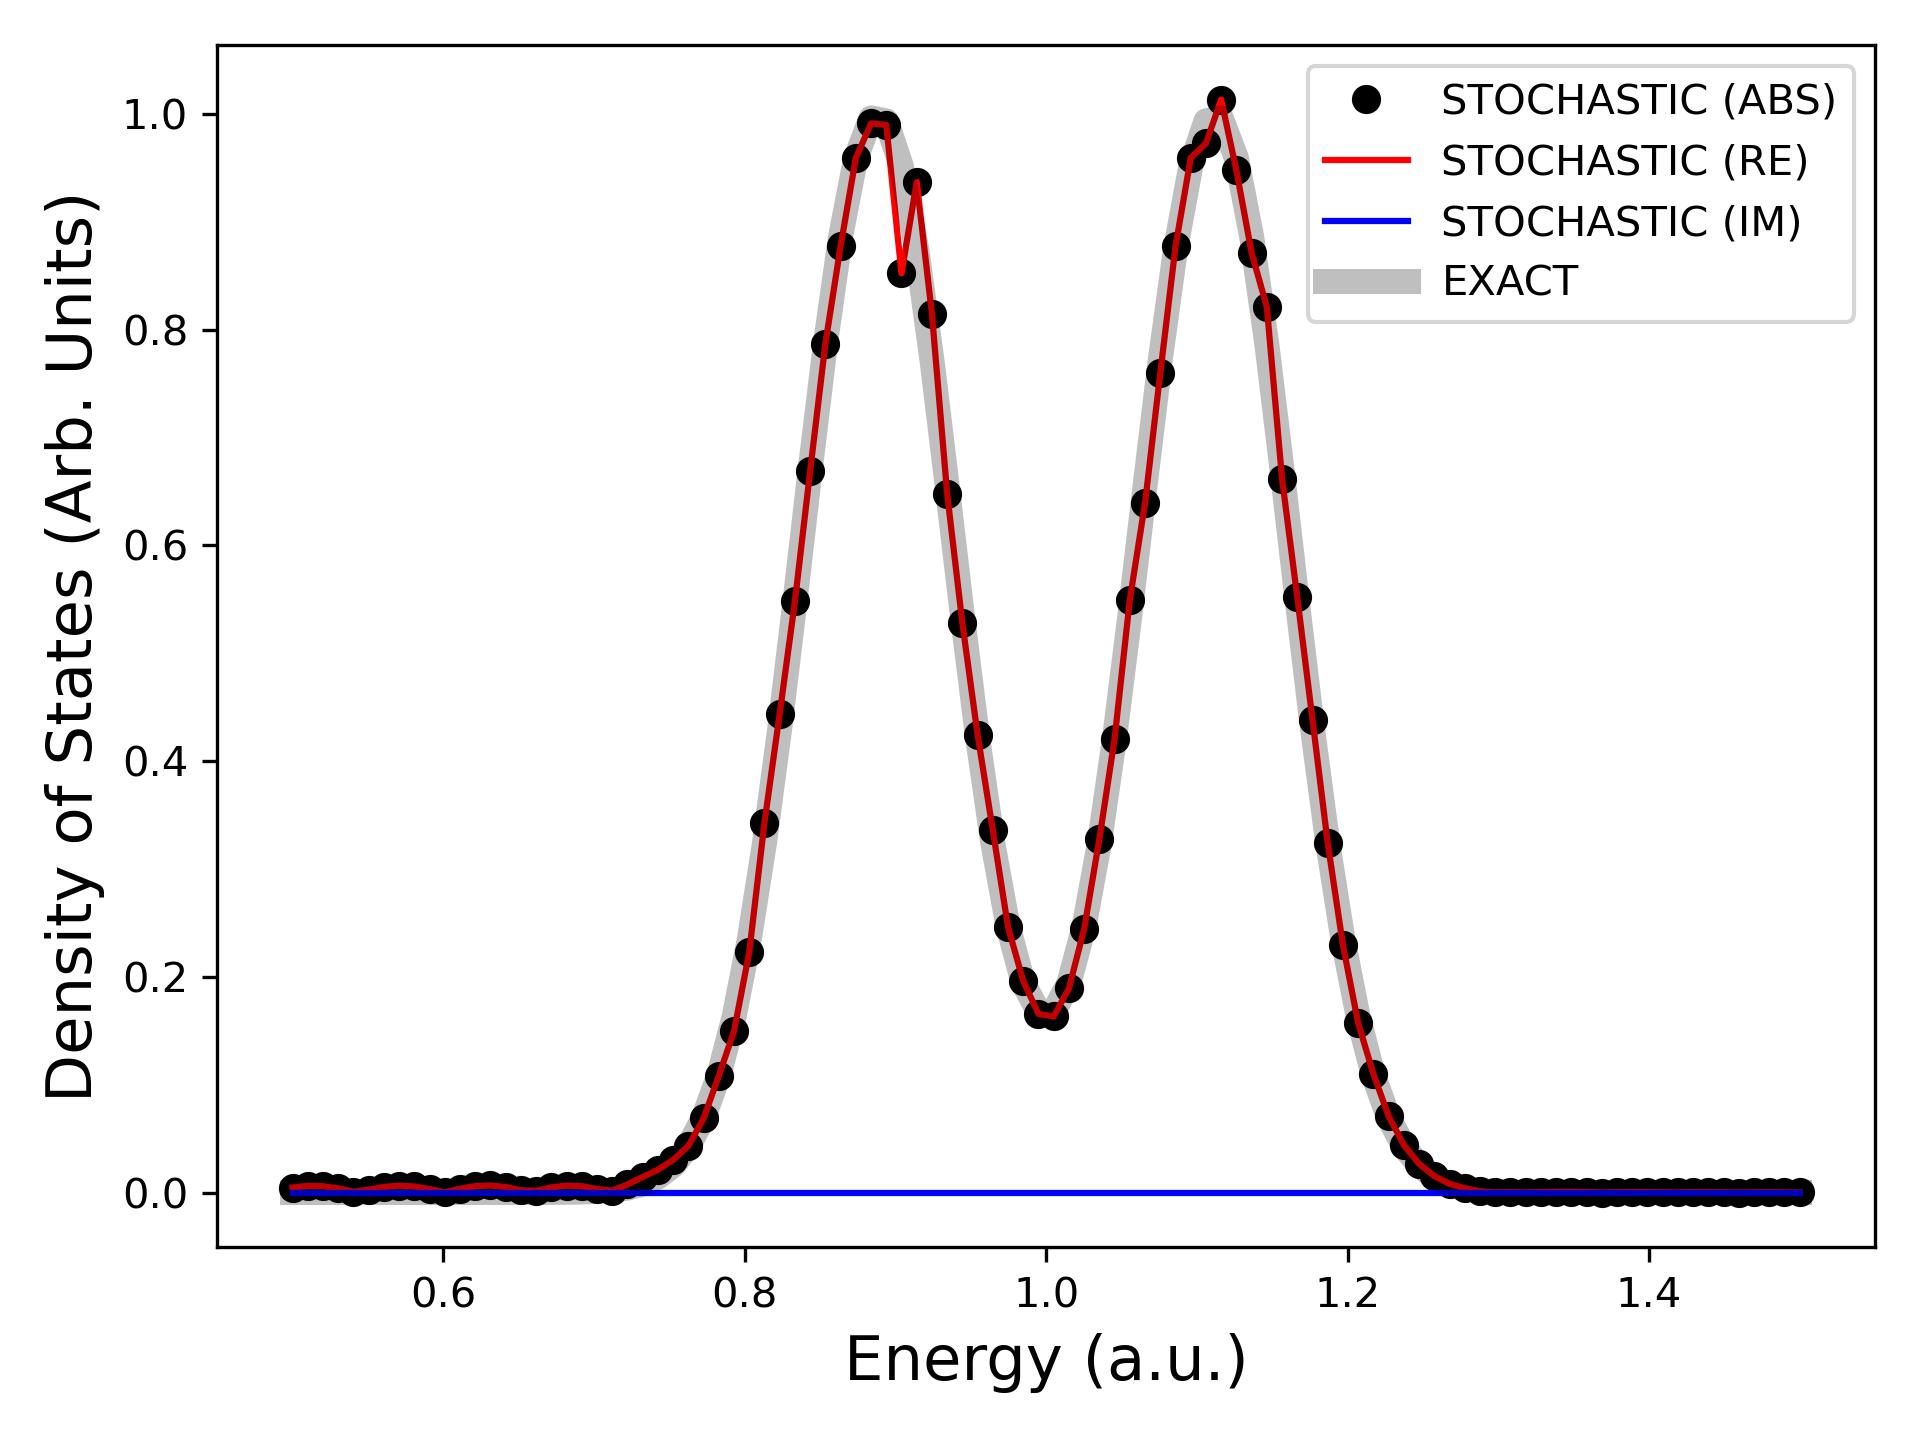 Density of States (Arb. Units)
1.0
0.8
0.6
0.4
0.2
0.0
STOCHASTIC (ABS)
STOCHASTIC (RE)
STOCHASTIC (IM)
EXACT
0.6 0.8 1.0 1.2 1.4
Energy (a.u.)